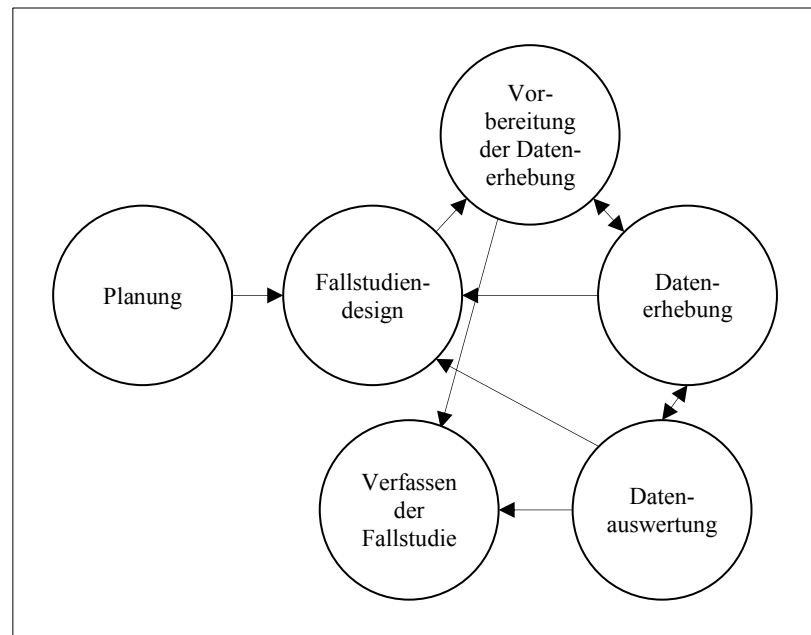 Vor-
bereitung
der Daten-
erhebung
Planung
Fallstudien-
design
Daten-
erhebung
Verfassen
der
Fallstudie
Daten-
auswertung